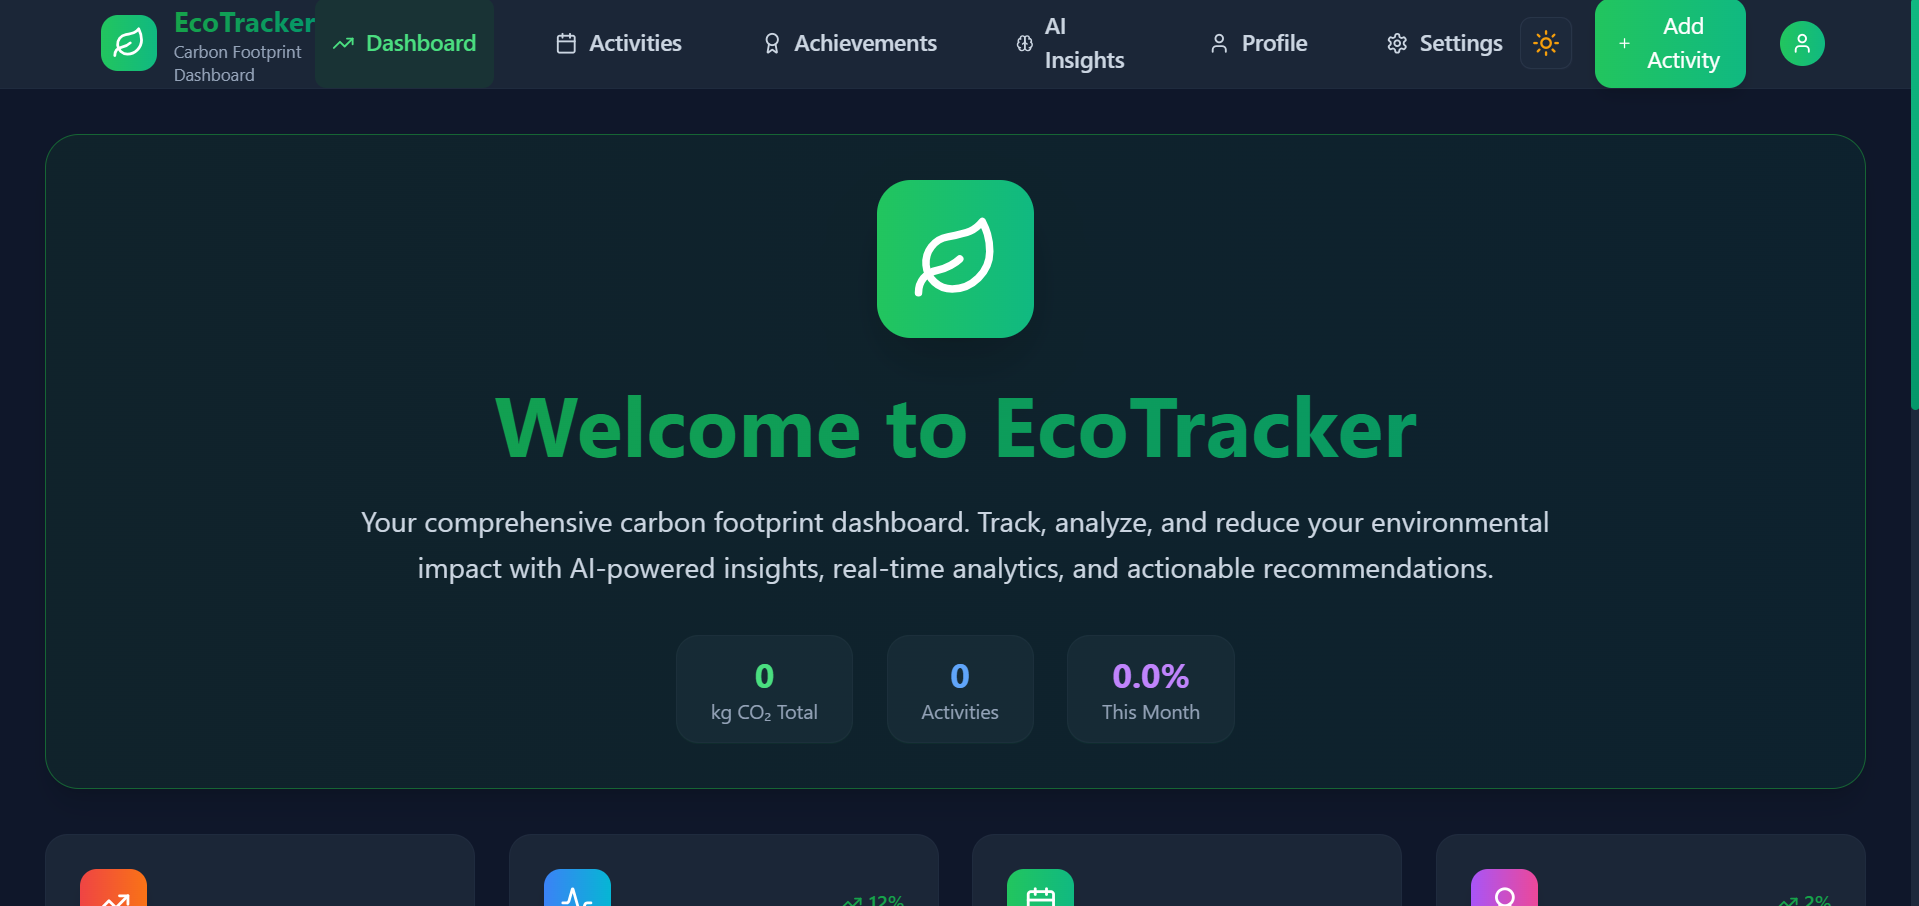 EcoTracker
Carbon Footprint
Dashboard
Dashboard
Activities
Achievements
AI
Insights
Profile
Settings
Add
Activity
Welcome to EcoTracker
Your comprehensive carbon footprint dashboard. Track, analyze, and reduce your environmental
impact with AI-powered insights, real-time analytics, and actionable recommendations.
0
kg CO₂ Total
0
Activities
0.0%
This Month
12%
2%